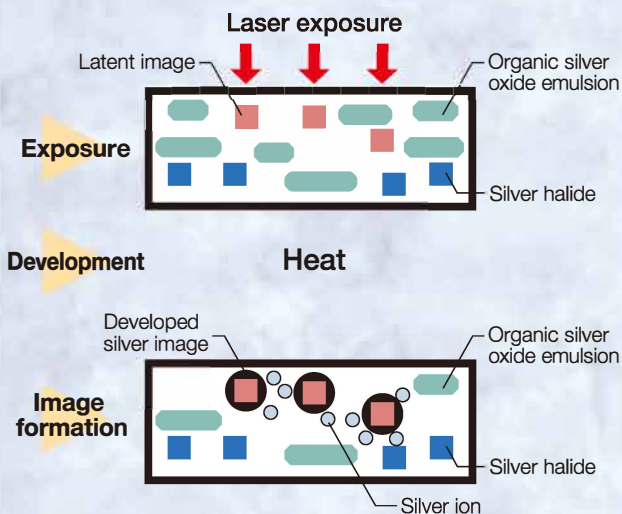 Laser exposure
Latent image
Organic silver
oxide emulsion
Exposure
Silver halide
Development
Heat
Developed
silver image
Organic silver
oxide emulsion
Image
formation
Silver halide
Silver ion